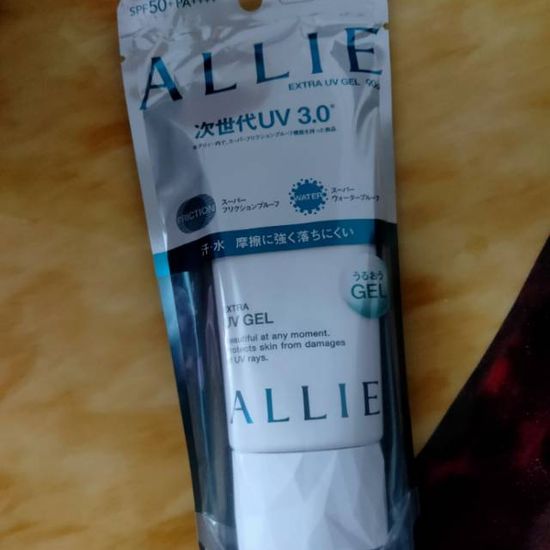 SPF50+PA++++
ALLIE
EXTRA UV GEL 90g
次世代UV 3.0*
FRICTION
スーパー
フリクションプルーフ
WATER
スーパー
ウォータープルーフ
汗・水 摩擦に強く落ちにくい
うるおう
GEL
EXTRA
UV GEL
Beautiful at any moment.
Protects skin from damages
of UV rays.
ALLIE